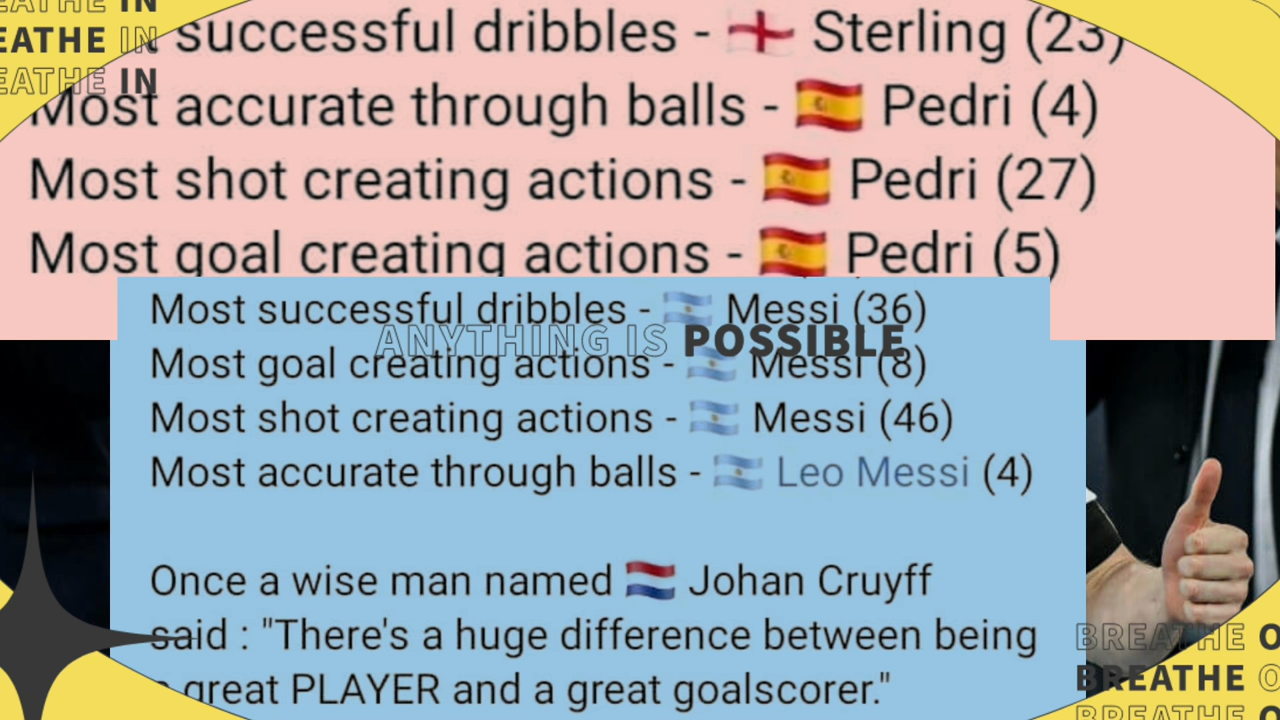 EATHE IN
EATHE IN
EATHE IN
successful dribbles - Sterling (23)
Most accurate through balls - Pedri (4)
Most shot creating actions - Pedri (27)
Most goal creating actions - Pedri (5)
Most successful dribbles - Messi (36)
ANYTHING IS POSSIBLE
Most goal creating actions - Messi (8)
Most shot creating actions - Messi (46)
Most accurate through balls - Leo Messi (4)
Once a wise man named Johan Cruyff
said : "There's a huge difference between being
a great PLAYER and a great goalscorer."
BREATHE O
BREATHE O
BREATHE O